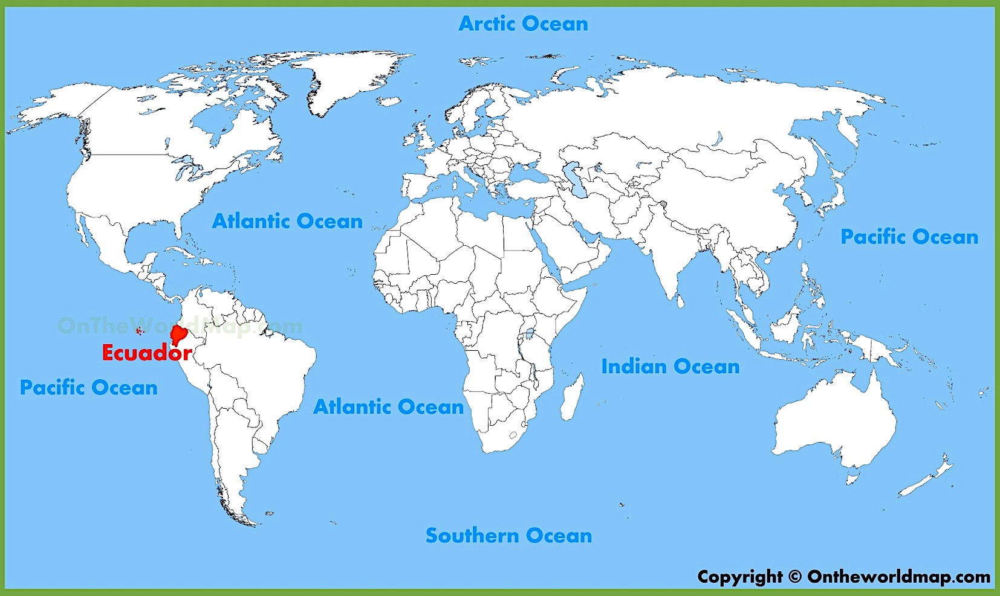 Arctic Ocean
Atlantic Ocean
Pacific Ocean
OnTheWorldMap.com
Ecuador
Indian Ocean
Pacific Ocean
Atlantic Ocean
Southern Ocean
Copyright © Ontheworldmap.com